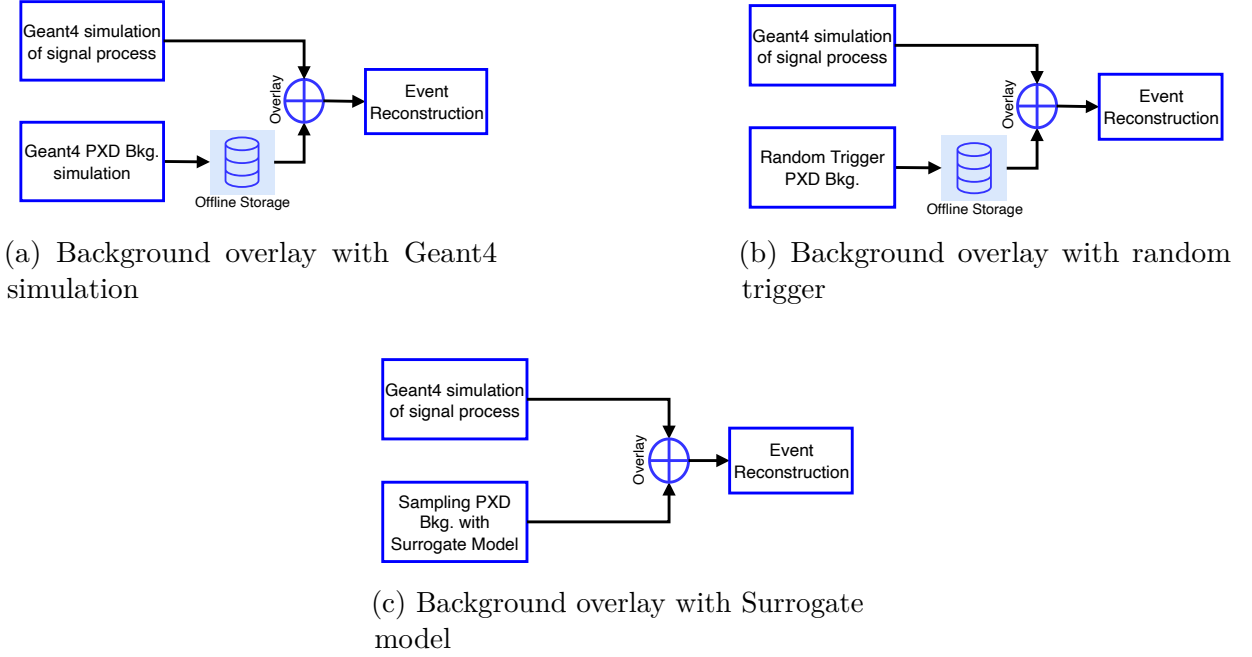 Geant4 simulation
of signal process
Overlay
Event
Reconstruction
Geant4 PXD Bkg.
simulation
Offline Storage
(a) Background overlay with Geant4
simulation
Geant4 simulation
of signal process
Overlay
Event
Reconstruction
Random Trigger
PXD Bkg.
Offline Storage
(b) Background overlay with random
trigger
Geant4 simulation
of signal process
Overlay
Event
Reconstruction
Sampling PXD
Bkg. with
Surrogate Model
(c) Background overlay with Surrogate
model